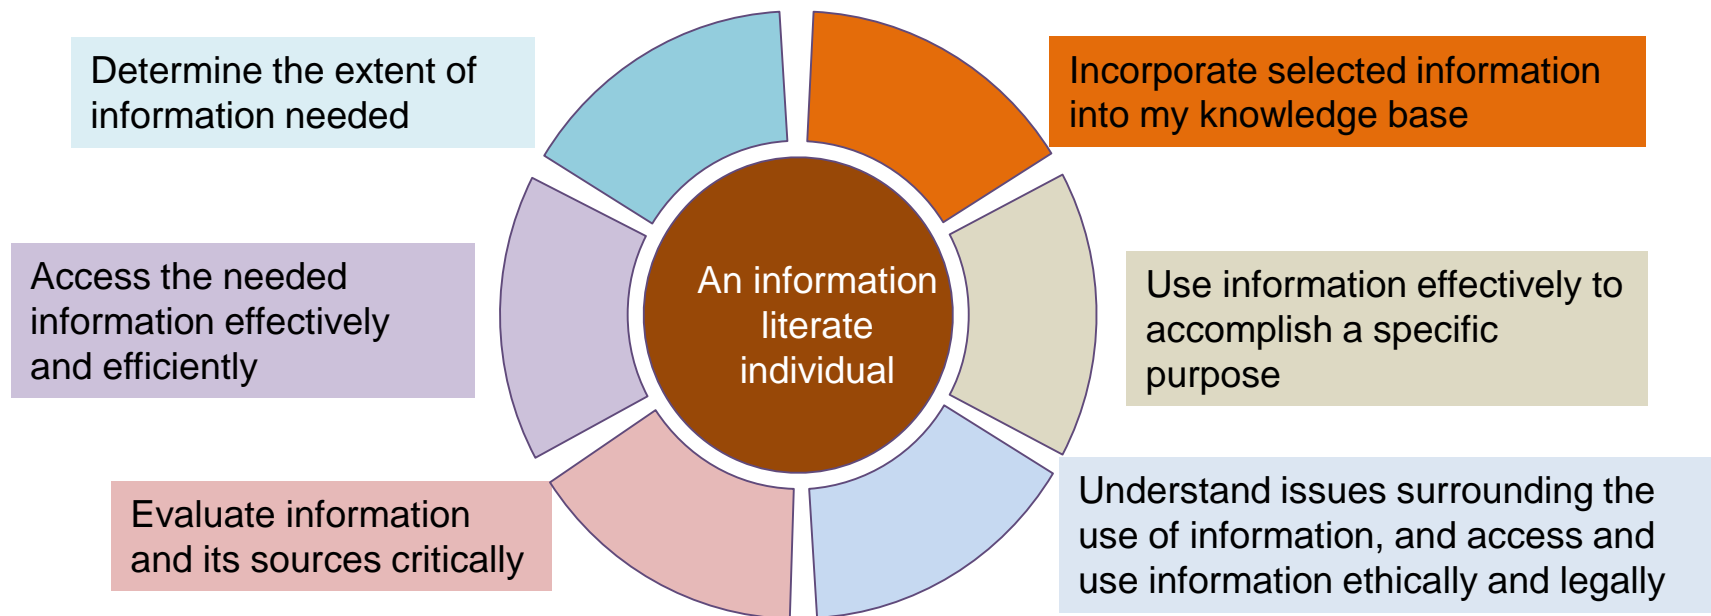 Determine the extent of
information needed
Access the needed
information effectively
and efficiently
Evaluate information
and its sources critically
An information
literate
individual
Incorporate selected information
into my knowledge base
Use information effectively to
accomplish a specific
purpose
Understand issues surrounding the
use of information, and access and
use information ethically and legally